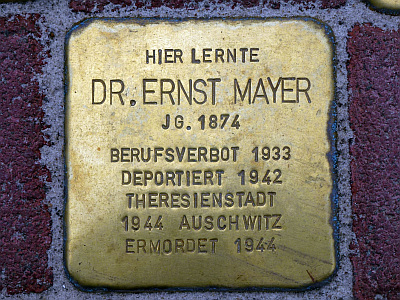 HIER LERNTE
DR. ERNST MAYER
JG. 1874
BERUFSVERBOT 1933
DEPORTIERT 1942
THERESIENSTADT
1944 AUSCHWITZ
ERMORDET 1944